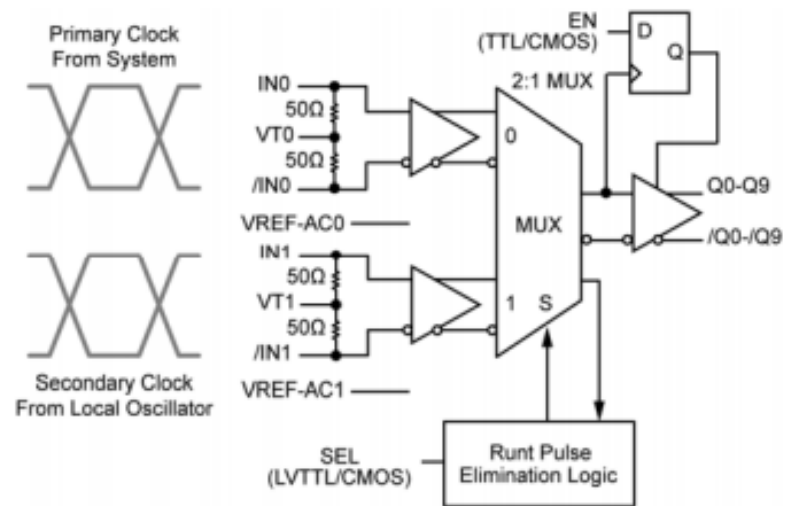 Primary Clock
From System
EN
(TTL/CMOS)
D
Q
2:1 MUX
IN0
50Ω
VT0
50Ω
/IN0
0
VREF-AC0
MUX
Q0-Q9
/Q0-/Q9
IN1
50Ω
VT1
50Ω
/IN1
1
S
VREF-AC1
Secondary Clock
From Local Oscillator
SEL
(LVTTL/CMOS)
Runt Pulse
Elimination Logic